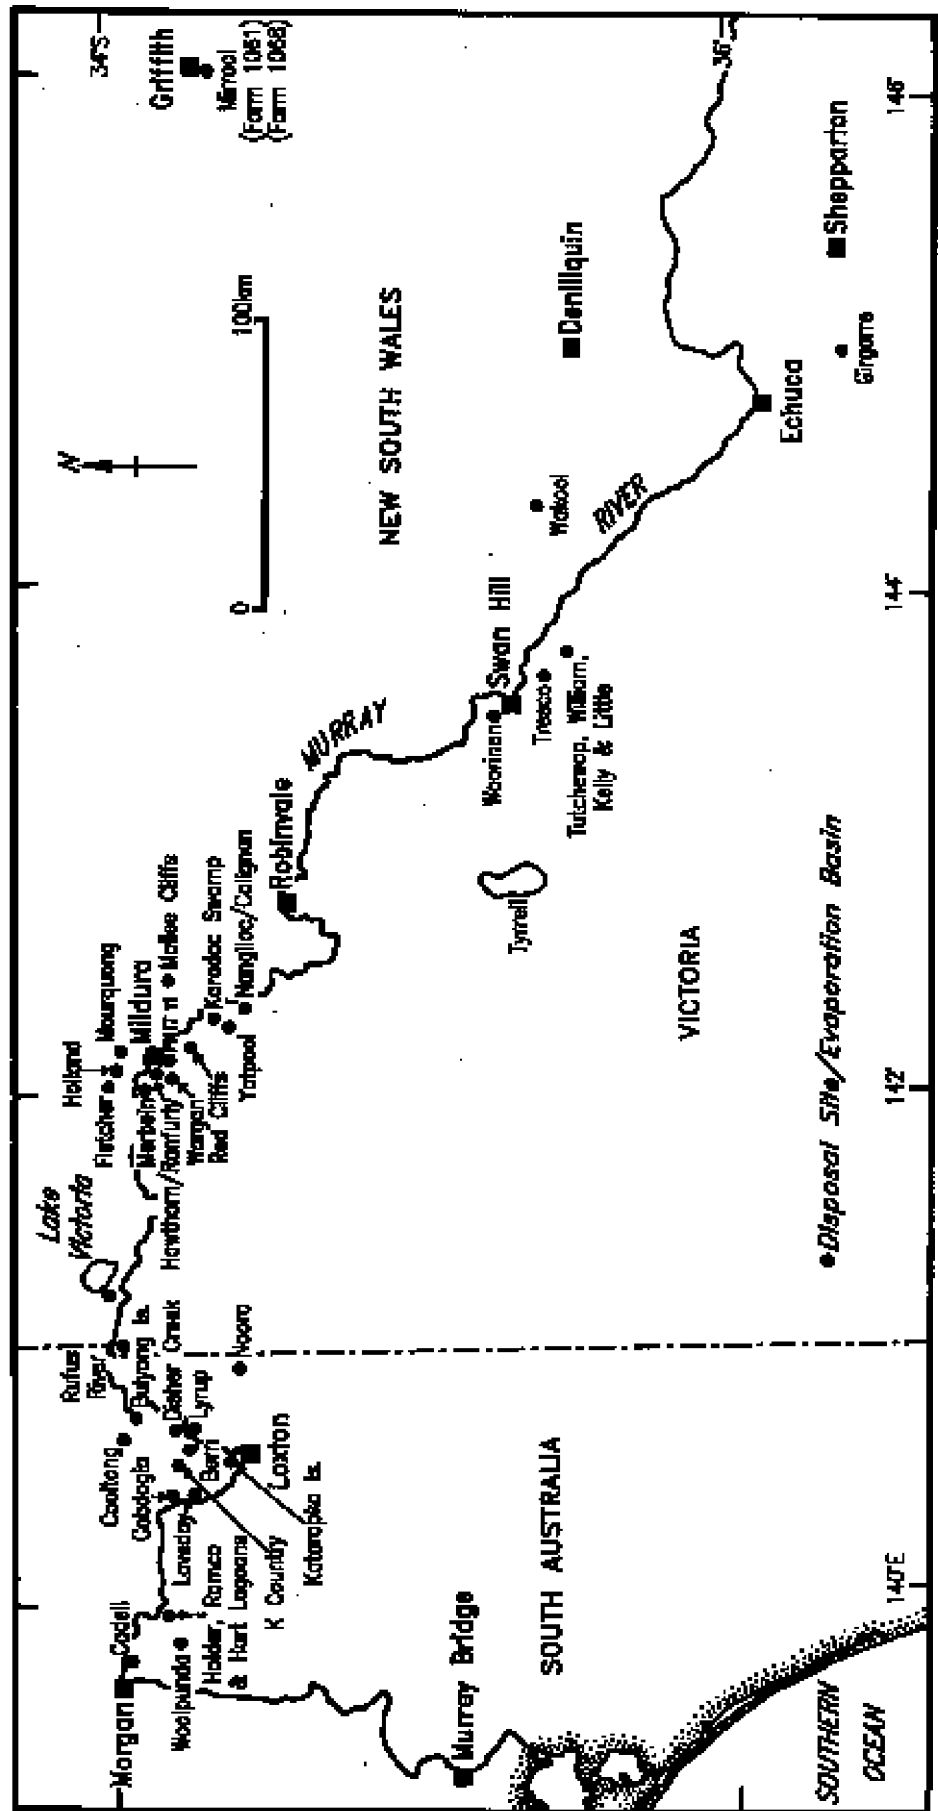 34°S
Griffith
Mirrool
(Farm 1061)
(Farm 1068)
N
0
100km
NEW SOUTH WALES
Deniliquin
36°
146°
Shepparton
Girgarre
Echuca
Wakool
RIVER
144°
Swan Hill
Woorinen
Tresco
Tutchewop, William,
Kelly & Little
MURRAY
Robinvale
Tyrrell
VICTORIA
Mourquong
Holland
Fletcher
Mildura
Mallee Cliffs
Karadoc Swamp
Nangiloc/Colignan
Merbein
Hawthorn/Ranfurly
Wargan
Red Cliffs
Yatpool
142°
Disposal Site/Evaporation Basin
Lake
Victoria
Rufus
River
Bulyong Is.
Disher Creek
Lyrup
Berri
Noora
Cooltong
Cobdogla
Loveday
Loxton
Katarapko Is.
K Country
Ramco
Holder,
& Hart Lagoons
Woolpunda
Cadell
Morgan
Murray Bridge
SOUTH AUSTRALIA
140°E
SOUTHERN
OCEAN